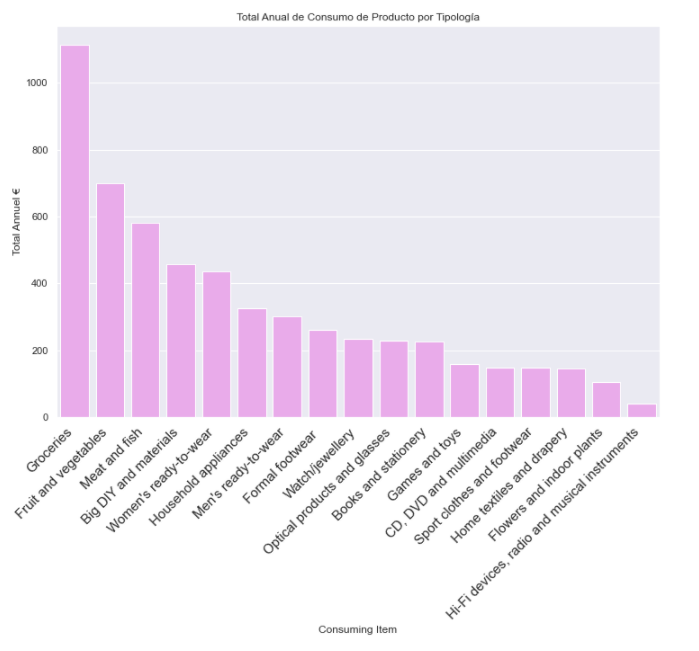 Total Anual de Consumo de Producto por Tipología
Total Annuel €
1000
800
600
400
200
0
Groceries
Fruit and vegetables
Meat and fish
Big DIY and materials
Women's ready-to-wear
Household appliances
Men's ready-to-wear
Formal footwear
Watch/jewellery
Optical products and glasses
Books and stationery
Games and toys
CD, DVD and multimedia
Sport clothes and footwear
Home textiles and drapery
Flowers and indoor plants
Hi-Fi devices, radio and musical instruments
Consuming Item